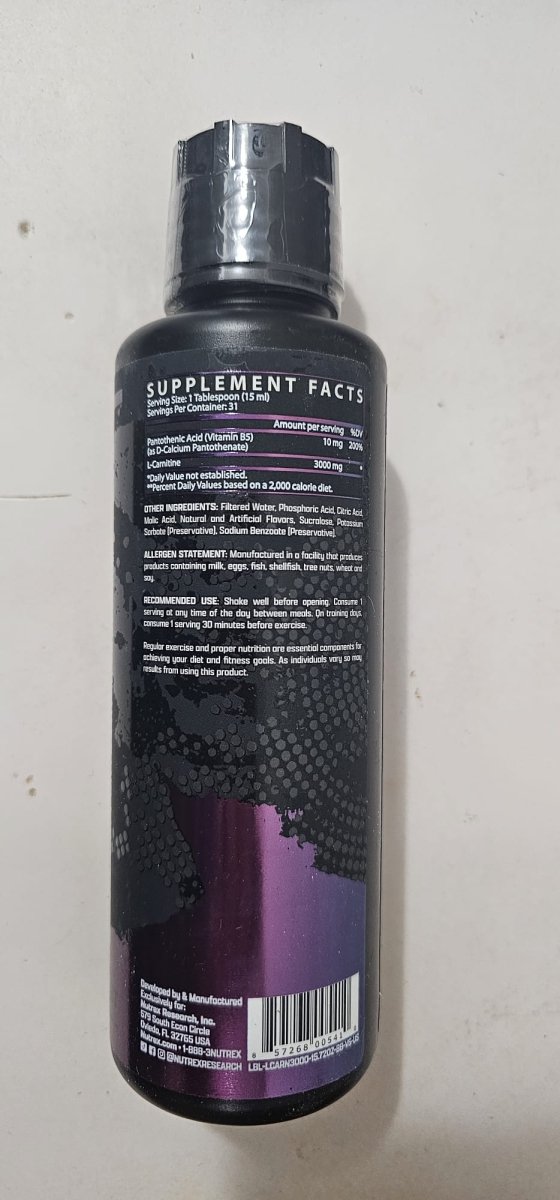 SUPPLEMENT FACTS
Serving Size: 1 Tablespoon (15 ml)
Servings Per Container: 31
Amount per serving %DV
Pantothenic Acid (Vitamin B5) 10 mg 200%
(as D-Calcium Pantothenate)
L-Carnitine 3000 mg *
*Daily Value not established.
**Percent Daily Values based on a 2,000 calorie diet.
OTHER INGREDIENTS: Filtered Water, Phosphoric Acid, Citric Acid,
Malic Acid, Natural and Artificial Flavors, Sucralose, Potassium
Sorbate (Preservative), Sodium Benzoate (Preservative).
ALLERGEN STATEMENT: Manufactured in a facility that produces
products containing milk, eggs, fish, shellfish, tree nuts, wheat and
soy.
RECOMMENDED USE: Shake well before opening. Consume 1
serving at any time of the day between meals. On training days,
consume 1 serving 30 minutes before exercise.
Regular exercise and proper nutrition are essential components for
achieving your diet and fitness goals. As individuals vary so may
results from using this product.
Developed by & Manufactured
Exclusively for:
Nutrex Research, Inc.
579 South Econ Circle
Oviedo, FL 32765 USA
Nutrex.com • 1-888-3NUTREX
@NUTREXRESEARCH
8 57268 00541